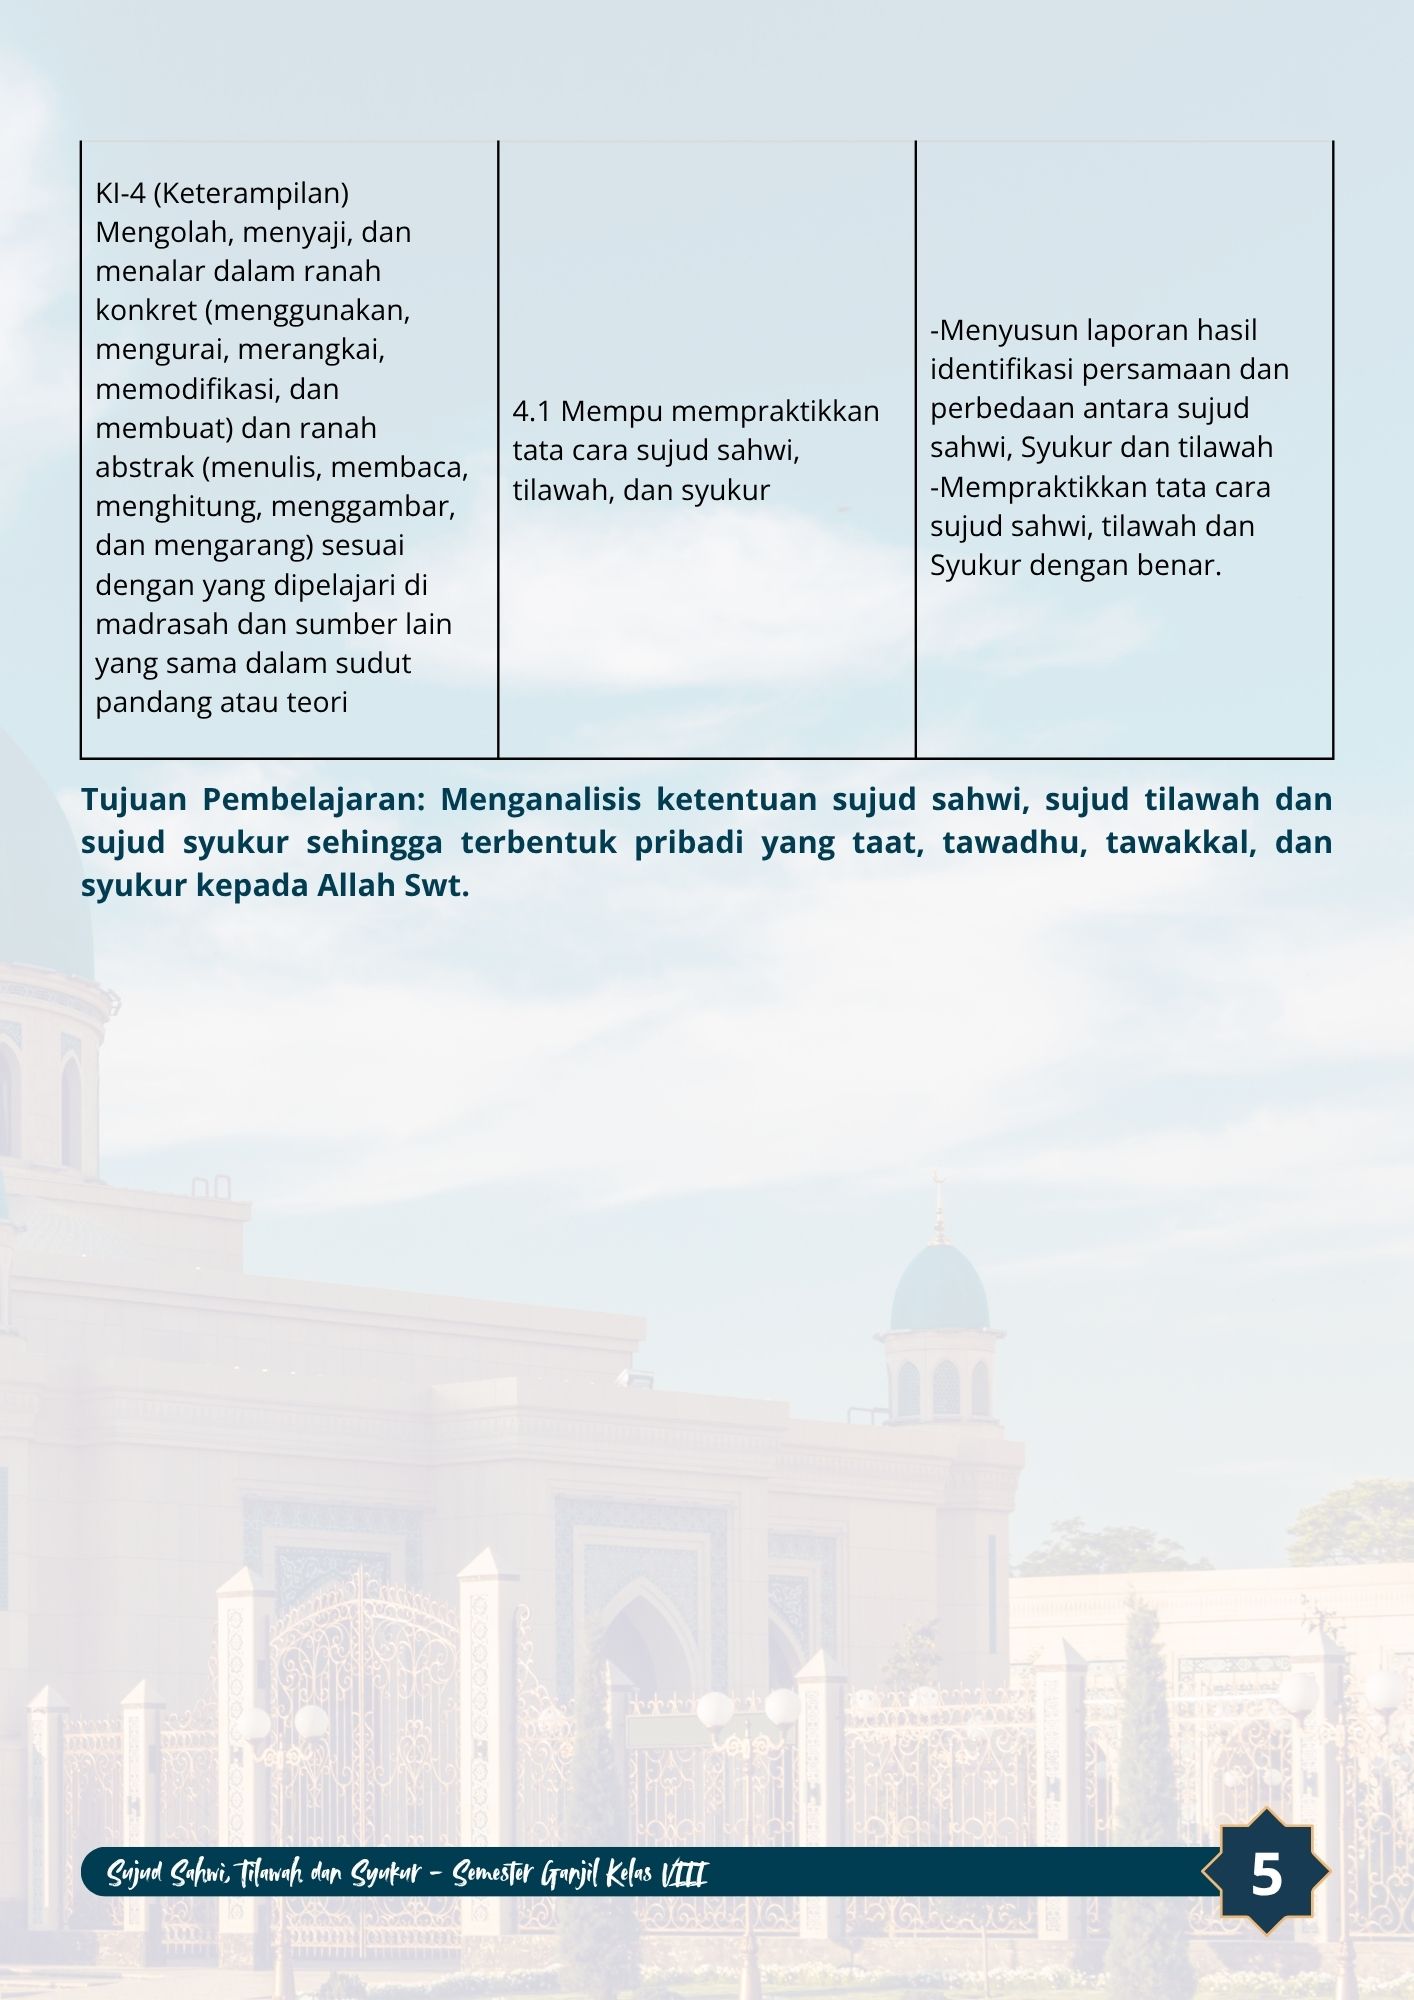 KI-4 (Keterampilan)
Mengolah, menyaji, dan
menalar dalam ranah
konkret (menggunakan,
mengurai, merangkai,
memodifikasi, dan
membuat) dan ranah
abstrak (menulis, membaca,
menghitung, menggambar,
dan mengarang) sesuai
dengan yang dipelajari di
madrasah dan sumber lain
yang sama dalam sudut
pandang atau teori
4.1 Mempu mempraktikkan
tata cara sujud sahwi,
tilawah, dan syukur
-Menyusun laporan hasil
identifikasi persamaan dan
perbedaan antara sujud
sahwi, Syukur dan tilawah
-Mempraktikkan tata cara
sujud sahwi, tilawah dan
Syukur dengan benar.
Tujuan Pembelajaran: Menganalisis ketentuan sujud sahwi, sujud tilawah dan
sujud syukur sehingga terbentuk pribadi yang taat, tawadhu, tawakkal, dan
syukur kepada Allah Swt.
Sujud Sahwi, Tilawah dan Syukur - Semester Ganjil Kelas VIII
5